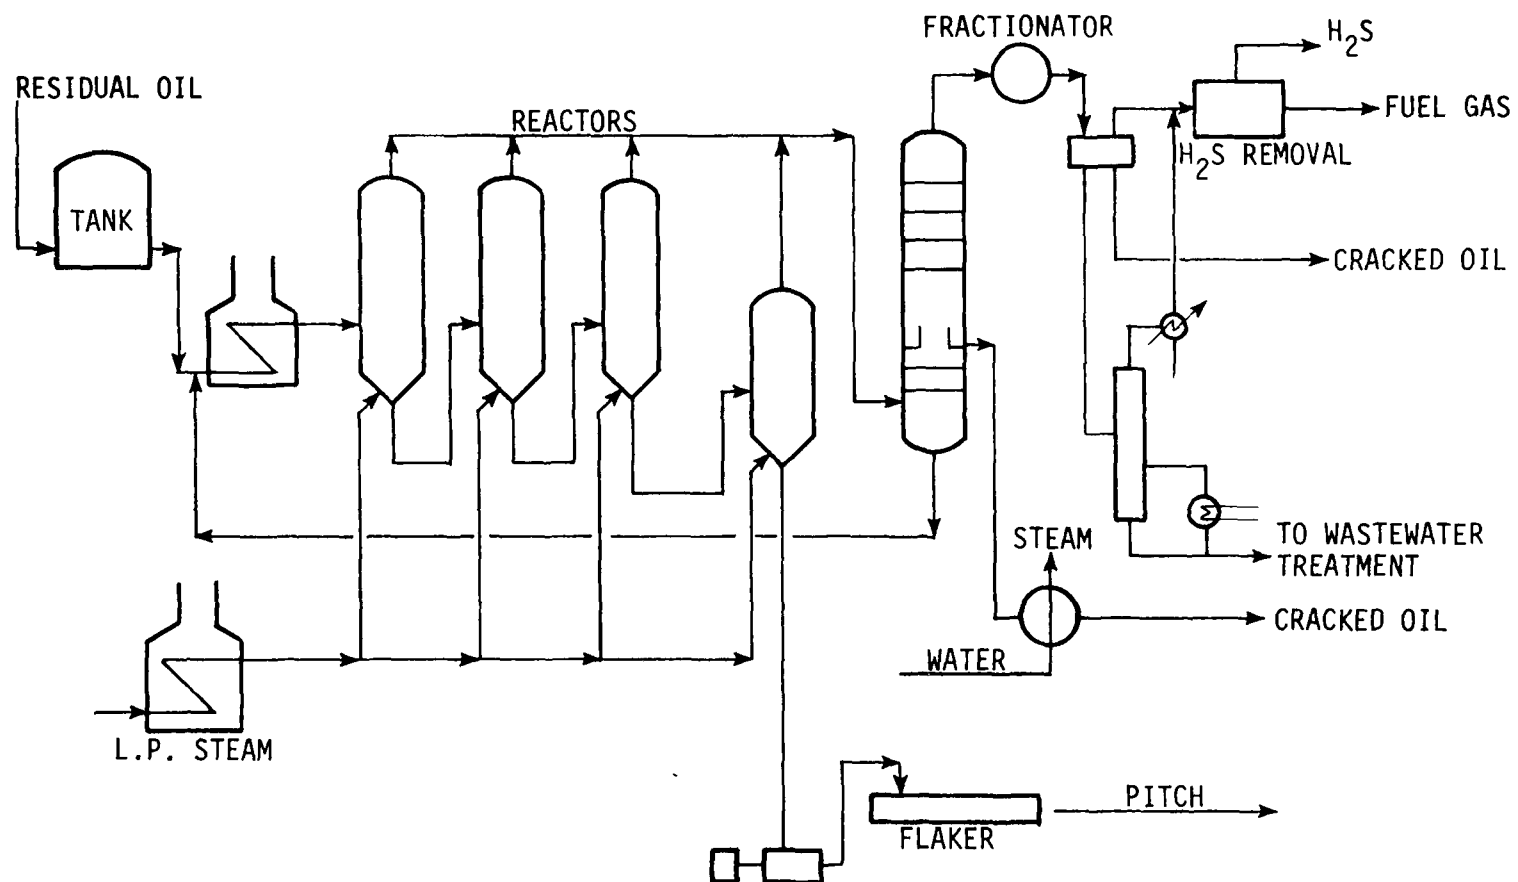 FRACTIONATOR
H2S
RESIDUAL OIL
FUEL GAS
REACTORS
H2S REMOVAL
TANK
CRACKED OIL
STEAM
TO WASTEWATER
TREATMENT
CRACKED OIL
WATER
L.P. STEAM
PITCH
FLAKER